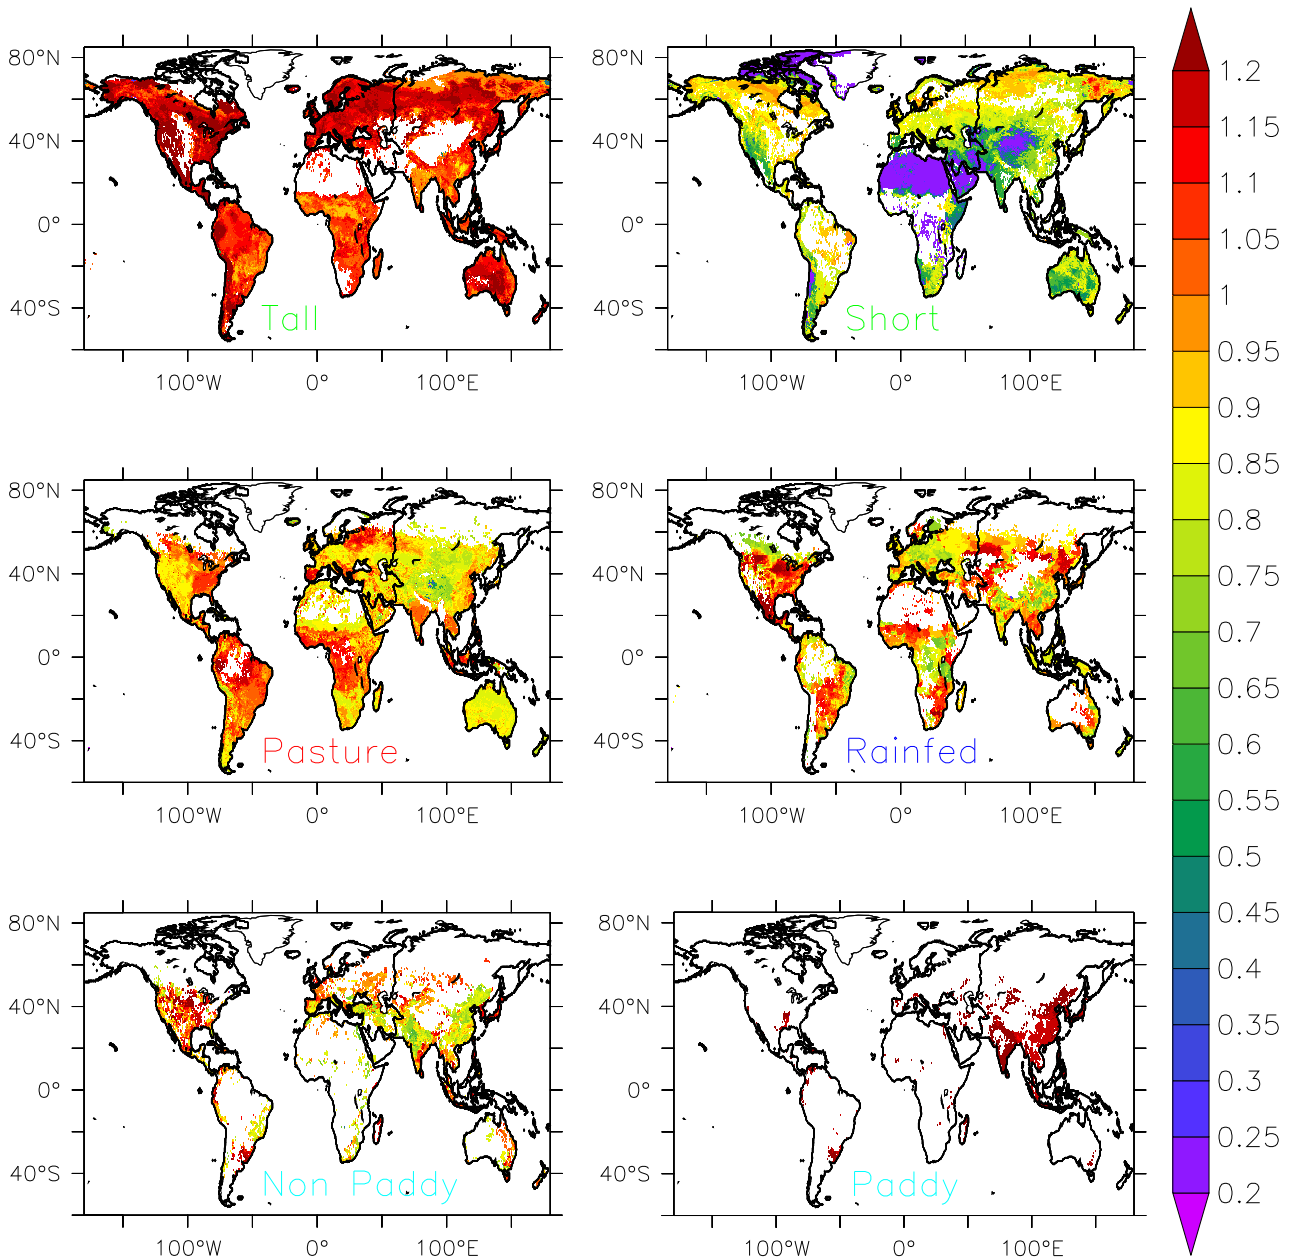 80°N
40°N
0°
40°S
Tall
100°W 0° 100°E
80°N
40°N
0°
40°S
Short
100°W 0° 100°E
80°N
40°N
0°
40°S
Pasture
100°W 0° 100°E
80°N
40°N
0°
40°S
Rainfed
100°W 0° 100°E
80°N
40°N
0°
40°S
Non Paddy
100°W 0° 100°E
80°N
40°N
0°
40°S
Paddy
100°W 0° 100°E
1.2
1.15
1.1
1.05
1
0.95
0.9
0.85
0.8
0.75
0.7
0.65
0.6
0.55
0.5
0.45
0.4
0.35
0.3
0.25
0.2